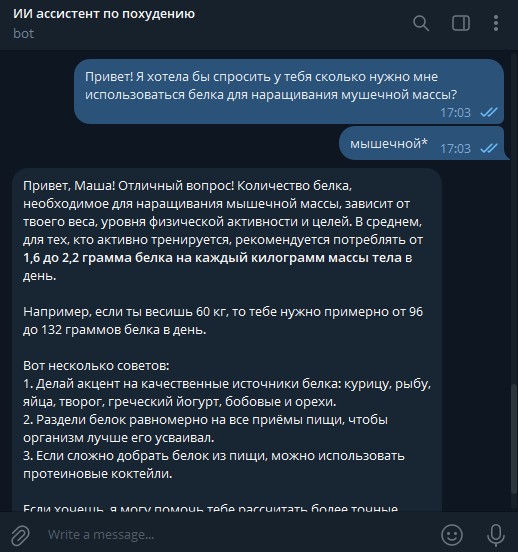 ИИ ассистент по похудению
bot
Привет! Я хотела бы спросить у тебя сколько нужно мне
использоваться белка для наращивания мушечной массы?
17:03
мышечной*
17:03
Привет, Маша! Отличный вопрос! Количество белка,
необходимое для наращивания мышечной массы, зависит от
твоего веса, уровня физической активности и целей. В среднем,
для тех, кто активно тренируется, рекомендуется потреблять от
1,6 до 2,2 грамма белка на каждый килограмм массы тела в
день.
Например, если ты весишь 60 кг, то тебе нужно примерно от 96
до 132 граммов белка в день.
Вот несколько советов:
1. Делай акцент на качественные источники белка: курицу, рыбу,
яйца, творог, греческий йогурт, бобовые и орехи.
2. Раздели белок равномерно на все приёмы пищи, чтобы
организм лучше его усваивал.
3. Если сложно добрать белок из пищи, можно использовать
протеиновые коктейли.
Если хочешь, я могу помочь тебе рассчитать более точные
Write a message...